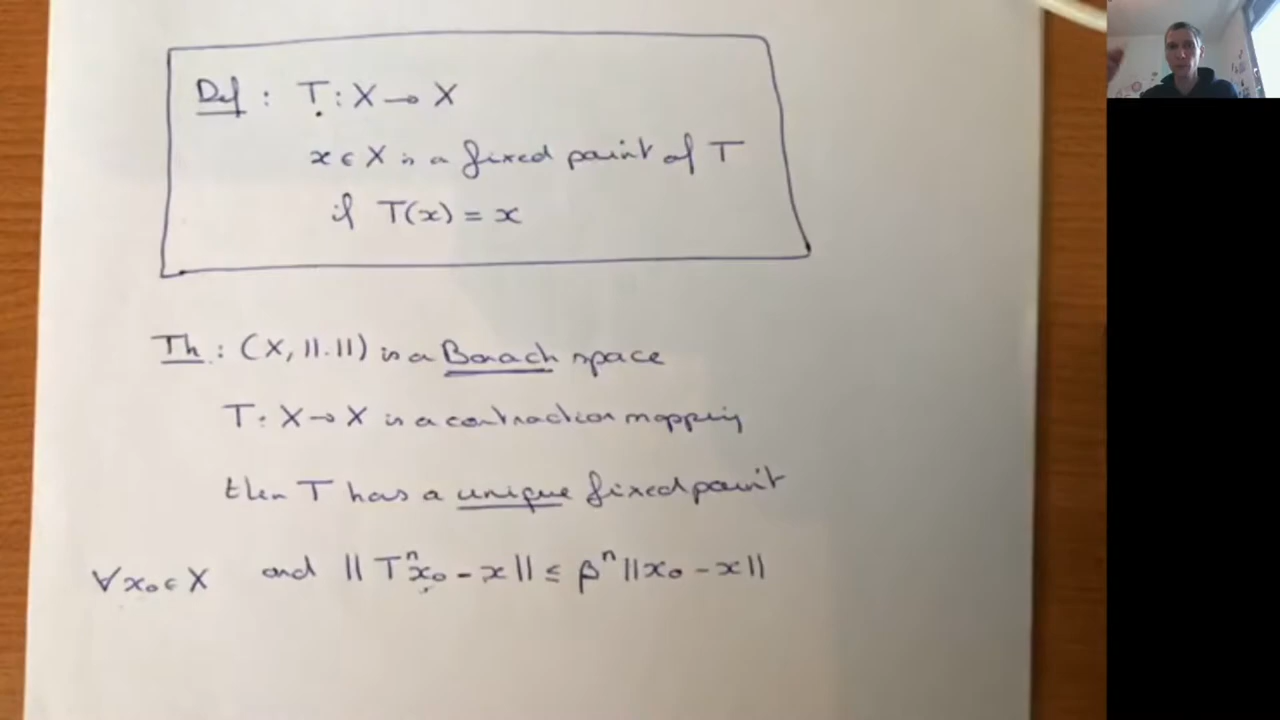 Def : T : X → X
x ∈ X is a fixed point of T
if T(x) = x
Th : (X, ||.||) is a Banach space
T : X → X is a contraction mapping
then T has a unique fixed point
∀ x₀ ∈ X and || Tⁿx₀ - x || ≤ βⁿ ||x₀ - x||